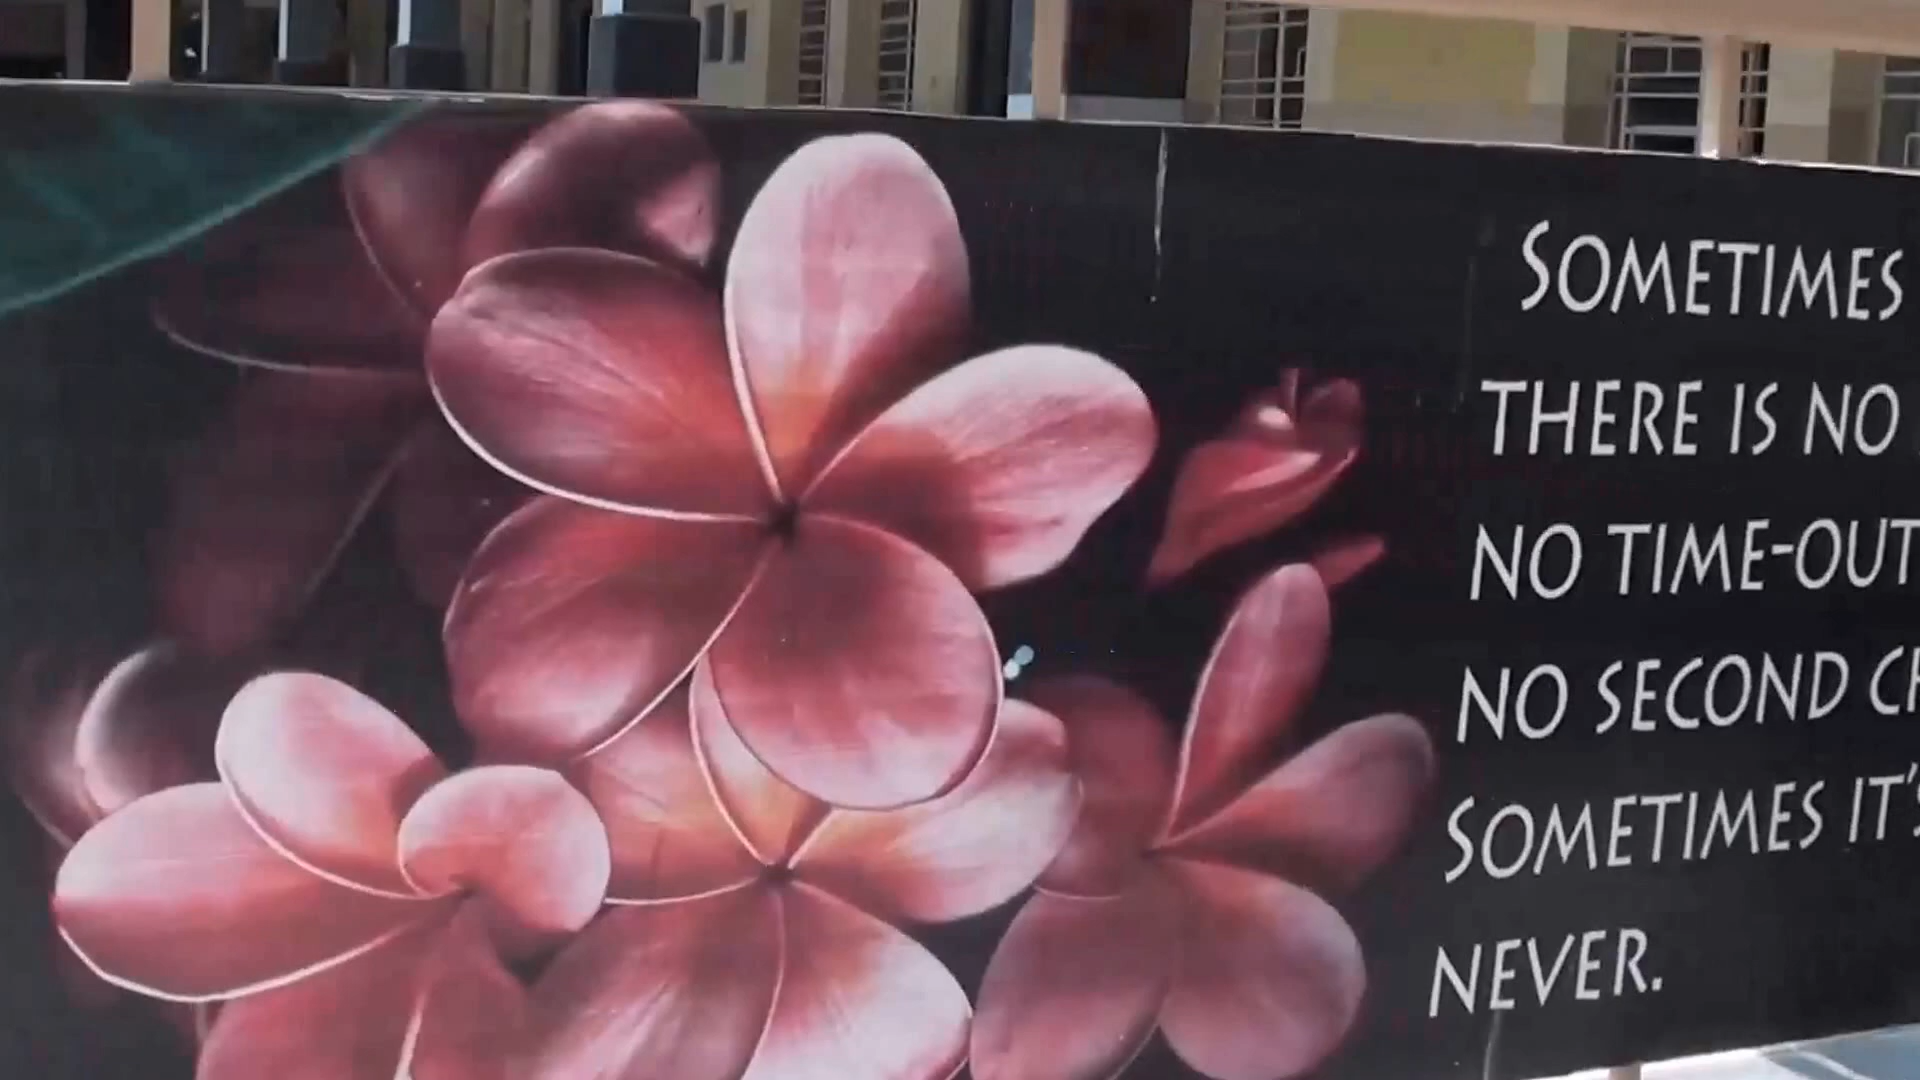 SOMETIMES
THERE IS NO
NO TIME-OUT
NO SECOND
SOMETIMES IT'S
NEVER.